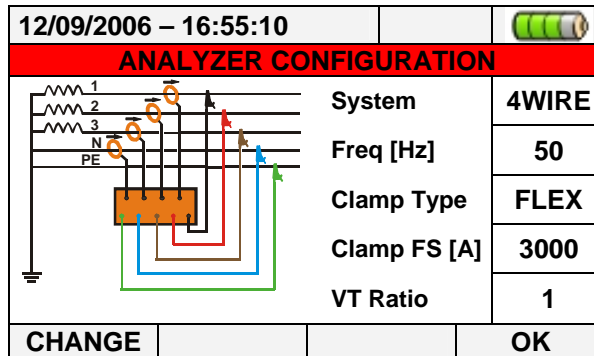 12/09/2006 – 16:55:10
ANALYZER CONFIGURATION
1
2
3
N
PE
System 4WIRE
Freq [Hz] 50
Clamp Type FLEX
Clamp FS [A] 3000
VT Ratio 1
CHANGE OK